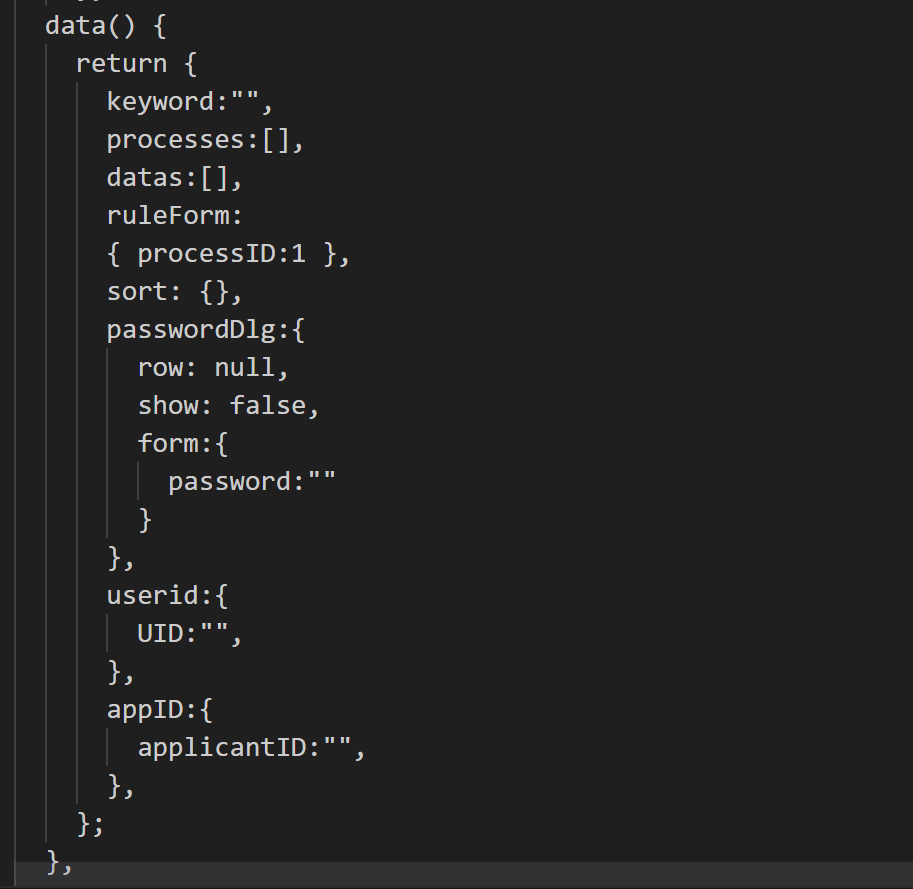 data() {
return {
keyword:"",
processes:[],
datas:[],
ruleForm:
{ processID:1 },
sort: {},
passwordDlg:{
row: null,
show: false,
form:{
password:""
}
},
userid:{
UID:"",
},
appID:{
applicantID:"",
},
};
},